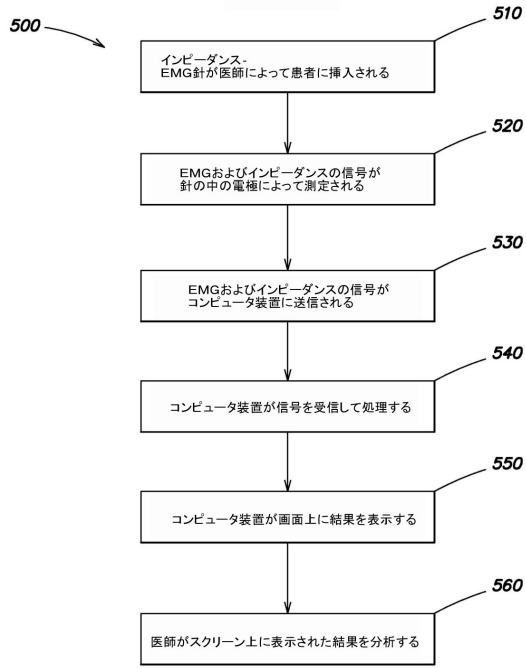 500
510
インピーダンス-
EMG針が医師によって患者に挿入される
520
EMGおよびインピーダンスの信号が
針の中の電極によって測定される
530
EMGおよびインピーダンスの信号が
コンピュータ装置に送信される
540
コンピュータ装置が信号を受信して処理する
550
コンピュータ装置が画面上に結果を表示する
560
医師がスクリーン上に表示された結果を分析する